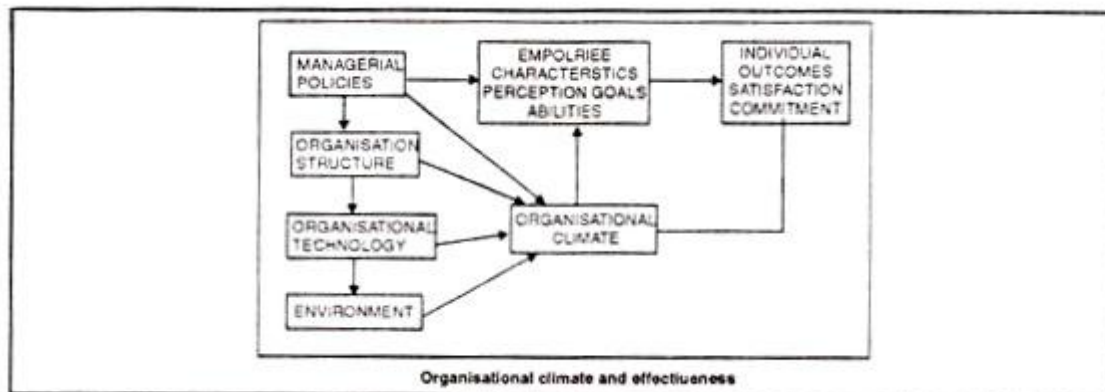 MANAGERIAL
POLICIES
EMPOLRIEE
CHARACTERSTICS
PERCEPTION GOALS
ABILITIES
INDIVIDUAL
OUTCOMES
SATISFACTION
COMMITMENT
ORGANISATION
STRUCTURE
ORGANISATIONAL
TECHNOLOGY
ORGANISATIONAL
CLIMATE
ENVIRONMENT
Organisational climate and effectiueness